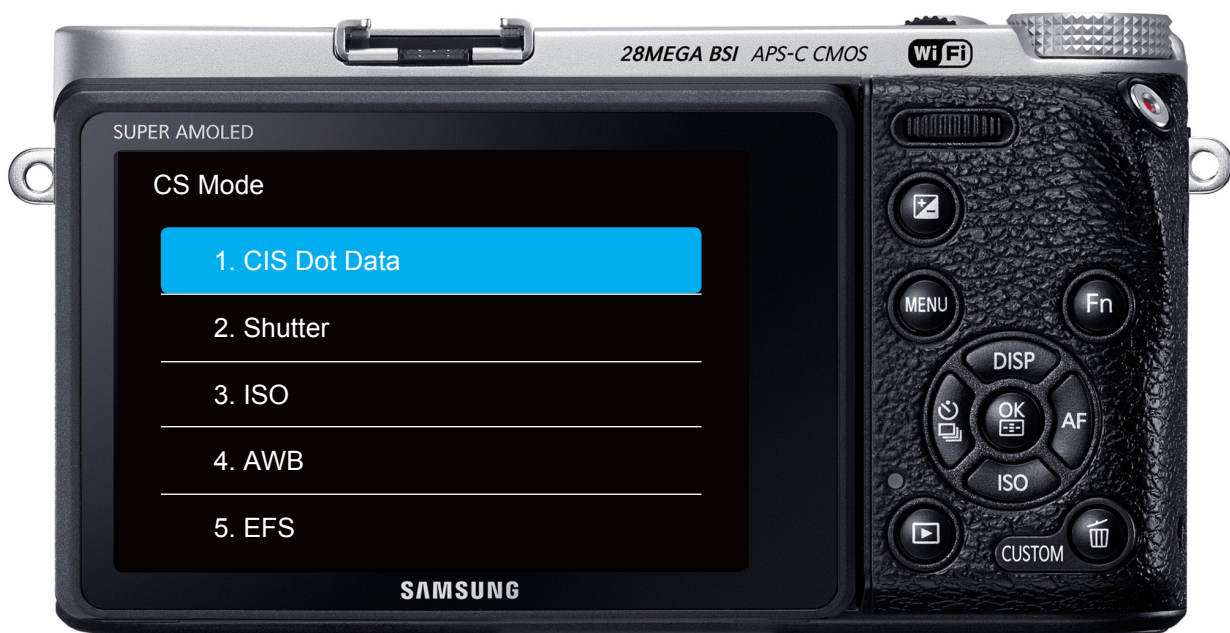 28MEGA BSI APS-C CMOS WiFi
SUPER AMOLED
CS Mode
1. CIS Dot Data
2. Shutter
3. ISO
4. AWB
5. EFS
SAMSUNG
MENU
Fn
DISP
OK
AF
ISO
CUSTOM